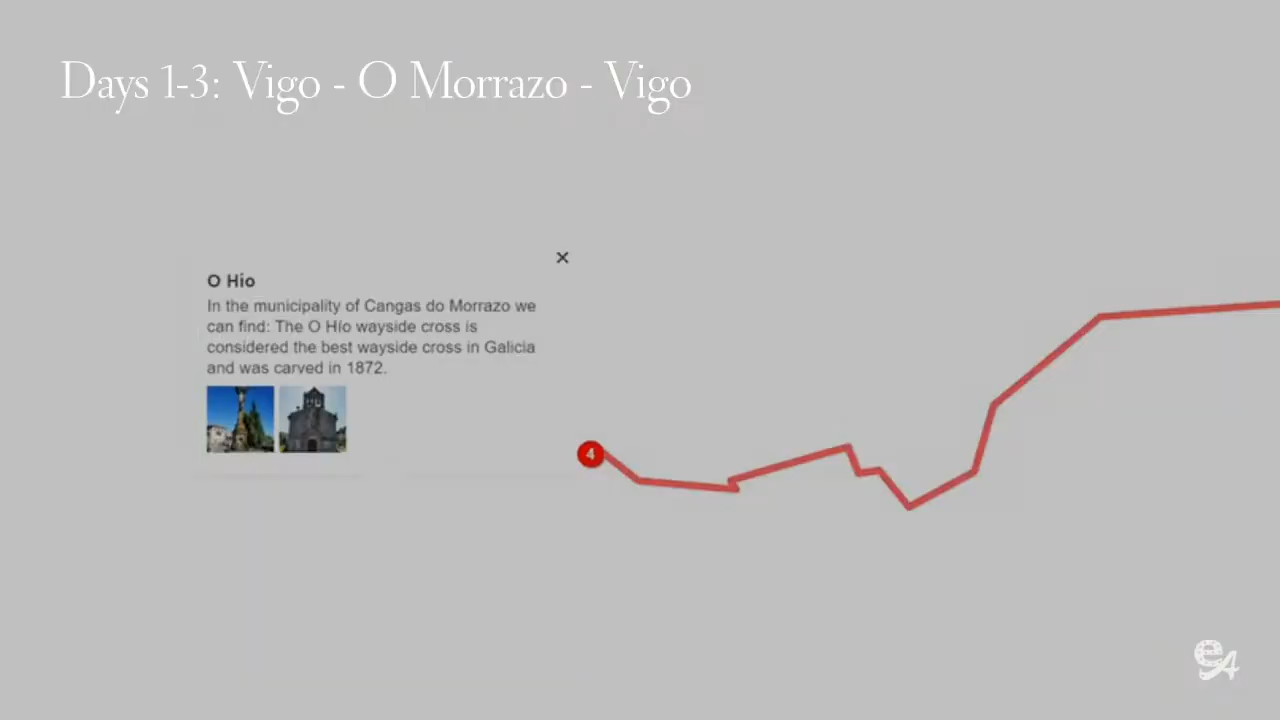 Days 1-3: Vigo - O Morrazo - Vigo
O Hío
In the municipality of Cangas do Morrazo we
can find: The O Hío wayside cross is
considered the best wayside cross in Galicia
and was carved in 1872.
4
eA